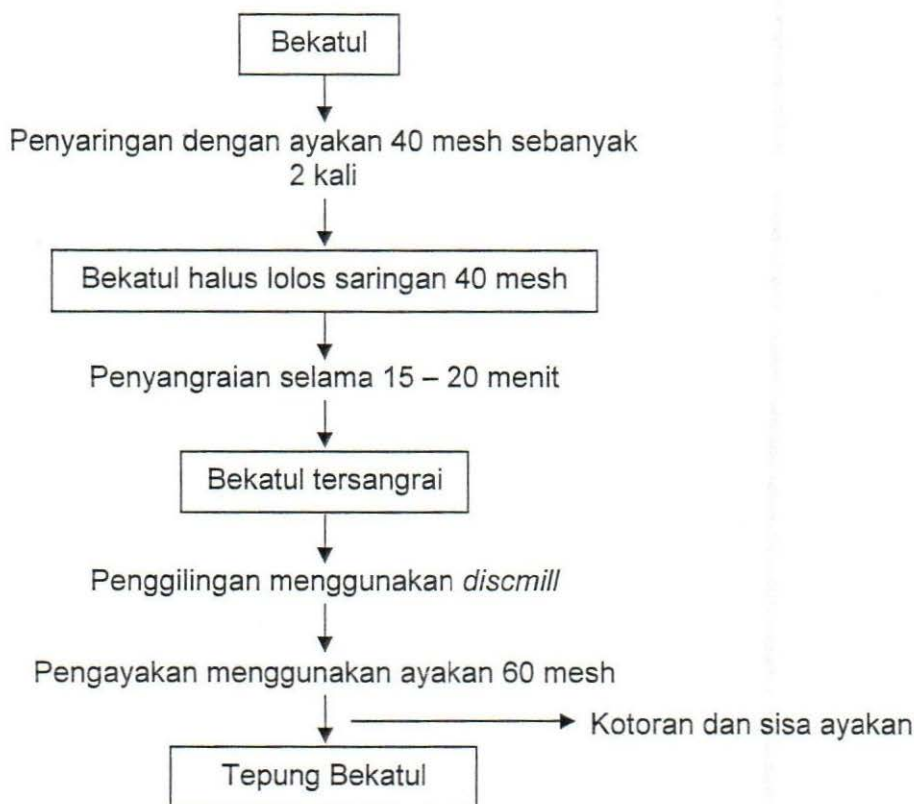 Bekatul
Penyaringan dengan ayakan 40 mesh sebanyak
2 kali
Bekatul halus lolos saringan 40 mesh
Penyangraian selama 15 – 20 menit
Bekatul tersangrai
Penggilingan menggunakan discmill
Pengayakan menggunakan ayakan 60 mesh
Kotoran dan sisa ayakan
Tepung Bekatul